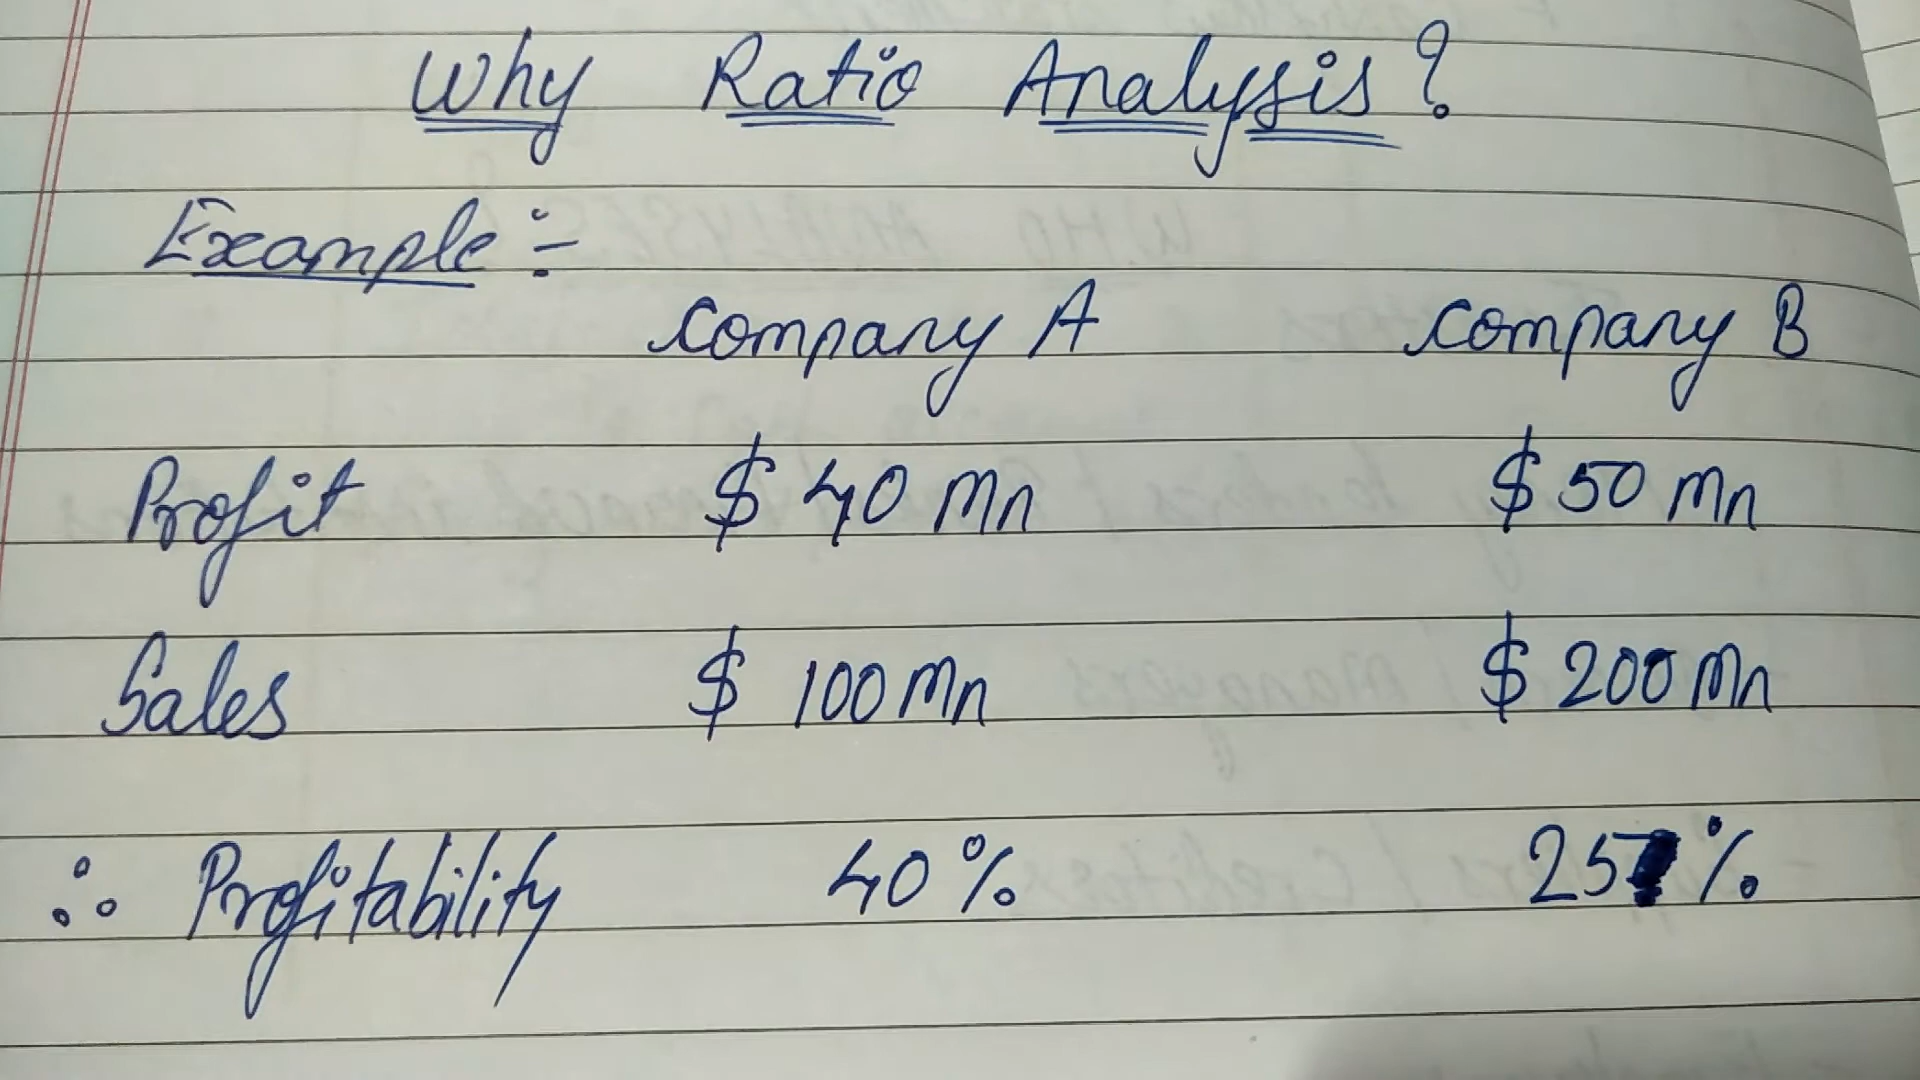 Why Ratio Analysis?
Example :-
Company A Company B
Profit $ 40 Mn $ 50 Mn
Sales $ 100 Mn $ 200 Mn
∴ Profitability 40 % 25 %